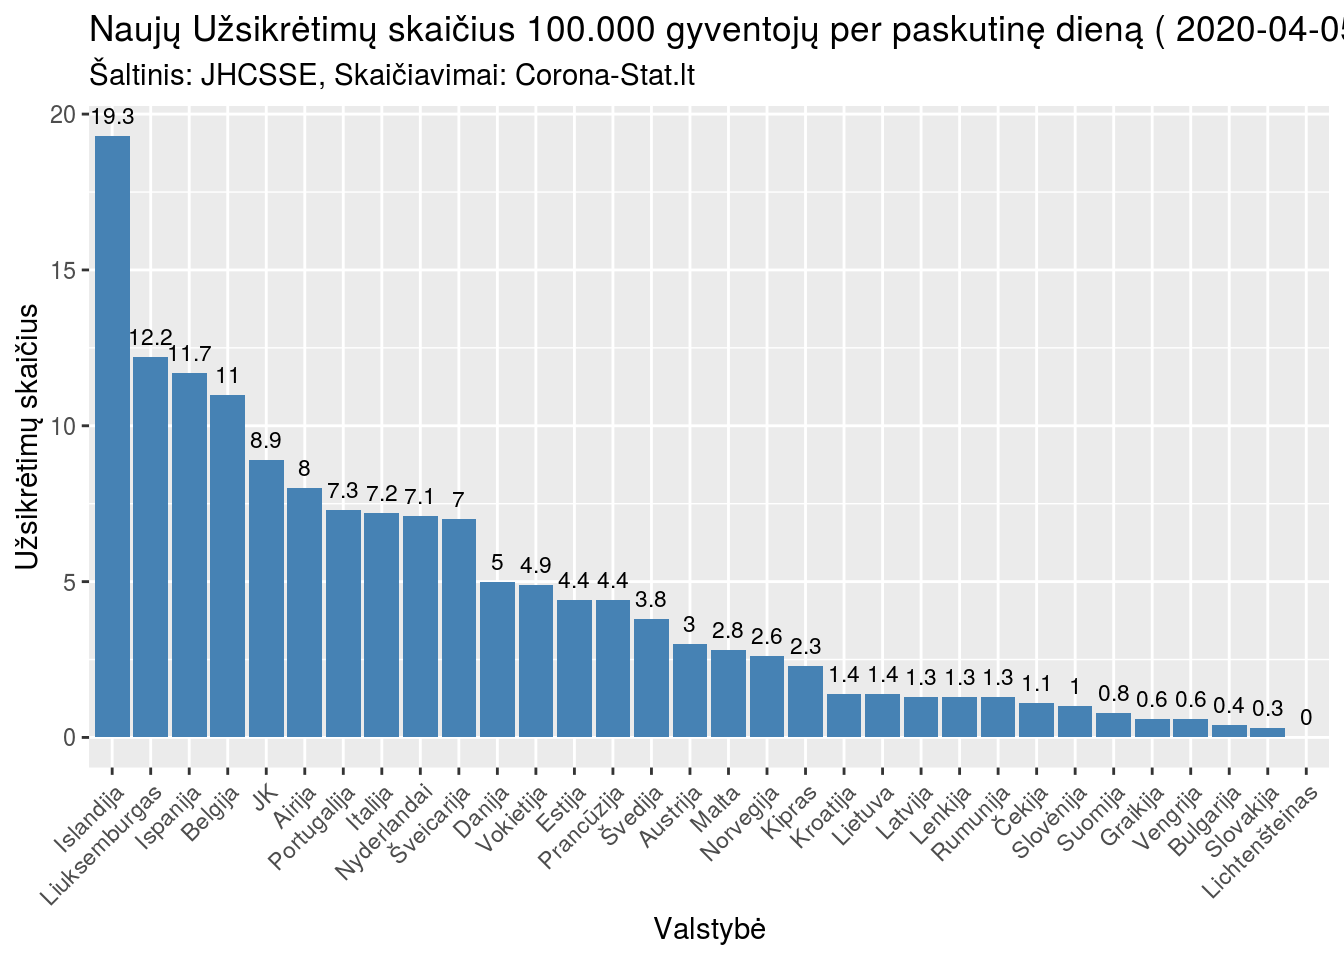 Naujų Užsikrėtimų skaičius 100.000 gyventojų per paskutinę dieną ( 2020-04-05
Šaltinis: JHCSSE, Skaičiavimai: Corona-Stat.lt
Užsikrėtimų skaičius
20
15
10
5
0
19.3
12.2
11.7
11
8.9
8
7.3
7.2
7.1
7
5
4.9
4.4
4.4
3.8
3
2.8
2.6
2.3
1.4
1.4
1.3
1.3
1.3
1.1
1
0.8
0.6
0.6
0.4
0.3
0
Islandija
Liuksemburgas
Ispanija
Belgija
JK
Airija
Portugalija
Italija
Nyderlandai
Šveicarija
Danija
Vokietija
Estija
Prancūzija
Švedija
Austrija
Malta
Norvegija
Kipras
Kroatija
Lietuva
Latvija
Lenkija
Rumunija
Čekija
Slovėnija
Suomija
Graikija
Vengrija
Bulgarija
Slovakija
Lichtenšteinas
Valstybė